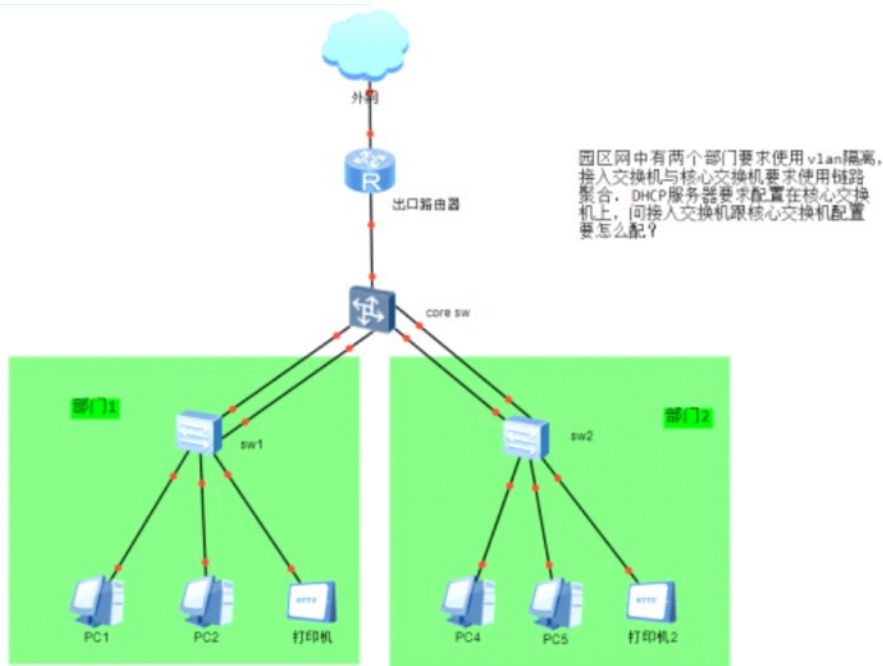 外网
R
出口路由器
园区网中有两个部门要求使用vlan隔离，
接入交换机与核心交换机要求使用链路
聚合，DHCP服务器要求配置在核心交换
机上，问接入交换机跟核心交换机配置
要怎么配？
core sw
部门1
部门2
sw1
sw2
PC1
PC2
打印机
PC4
PC5
打印机2